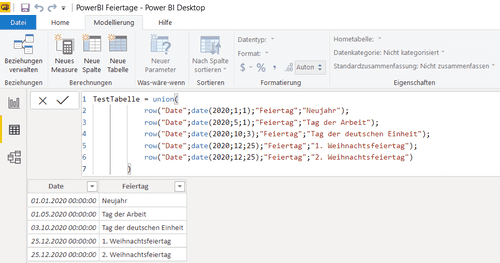 PowerBI Feiertage - Power BI Desktop
Datei Home Modellierung Hilfe
Beziehungen verwalten
Neues Measure
Neue Spalte
Neue Tabelle
Neuer Parameter
Nach Spalte sortieren
Datentyp:
Format:
$ % Auton
Hometabelle:
Datenkategorie: Nicht kategorisiert
Standardzusammenfassung: Nicht zusammenfassen
Beziehungen Berechnungen Was-wäre-wenn Sortieren Formatierung Eigenschaften
1 TestTabelle = union(
2 row("Date";date(2020;1;1);"Feiertag";"Neujahr");
3 row("Date";date(2020;5;1);"Feiertag";"Tag der Arbeit");
4 row("Date";date(2020;10;3);"Feiertag";"Tag der deutschen Einheit");
5 row("Date";date(2020;12;25);"Feiertag";"1. Weihnachtsfeiertag");
6 row("Date";date(2020;12;25);"Feiertag";"2. Weihnachtsfeiertag")
7 )
Date Feiertag
01.01.2020 00:00:00 Neujahr
01.05.2020 00:00:00 Tag der Arbeit
03.10.2020 00:00:00 Tag der deutschen Einheit
25.12.2020 00:00:00 1. Weihnachtsfeiertag
25.12.2020 00:00:00 2. Weihnachtsfeiertag